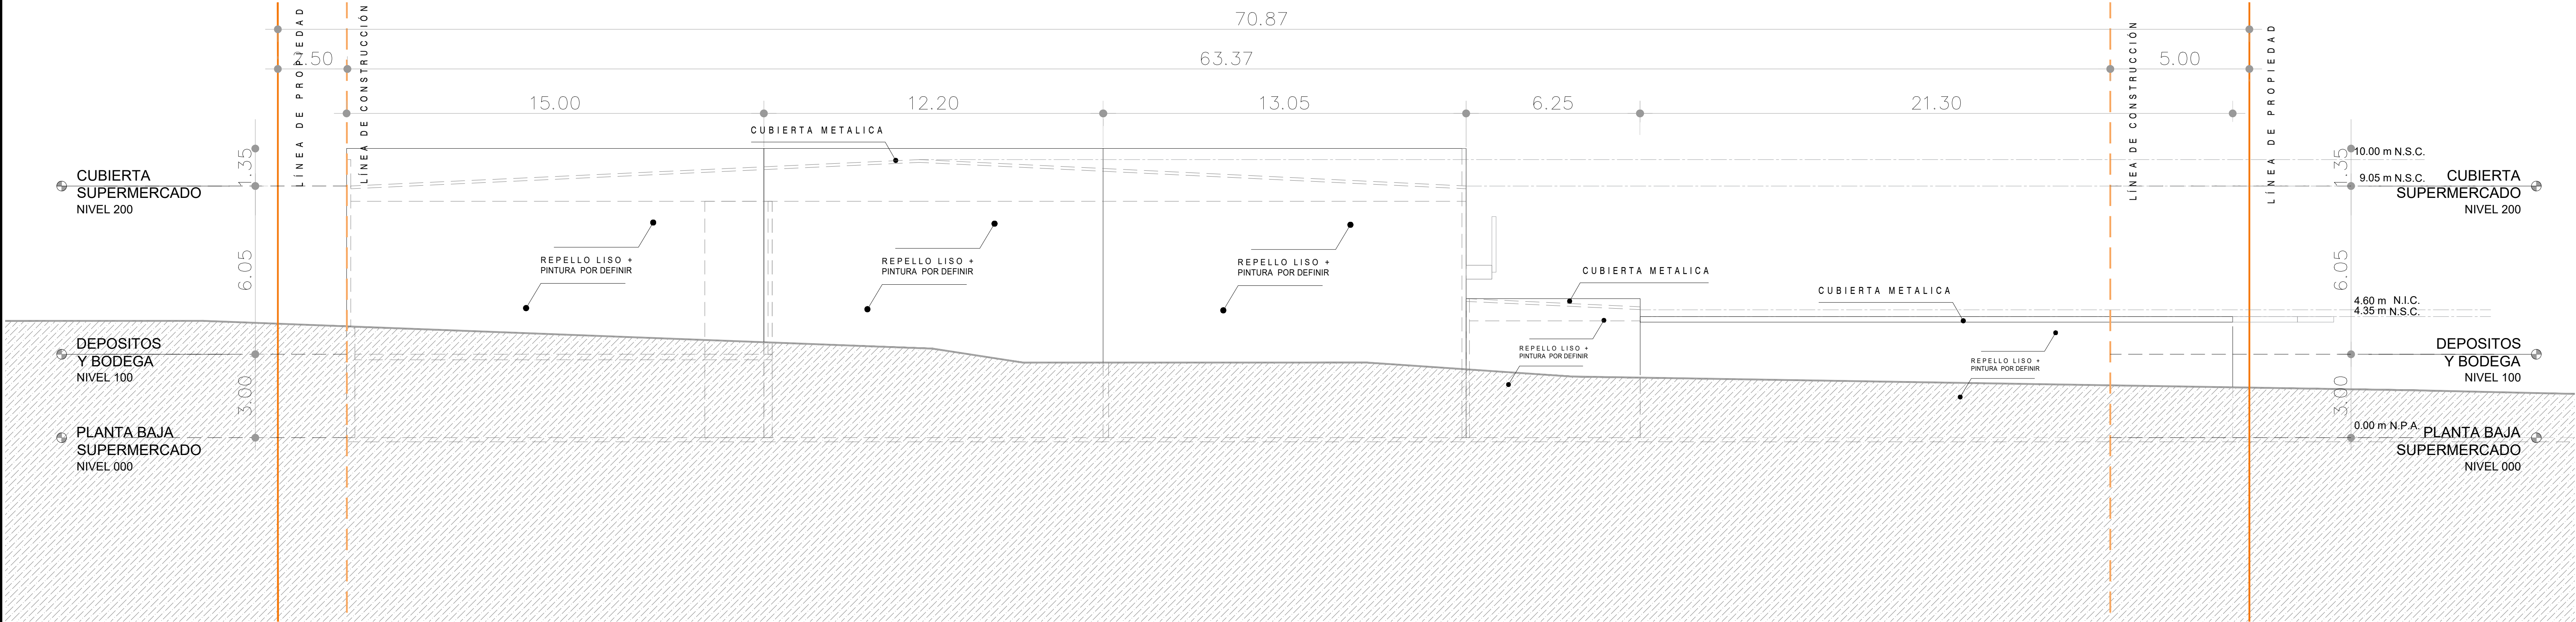 70.87
2.50
63.37
5.00
15.00
12.20
13.05
6.25
21.30
LÍNEA DE PROPIEDAD
LÍNEA DE CONSTRUCCIÓN
LÍNEA DE CONSTRUCCIÓN
LÍNEA DE PROPIEDAD
CUBIERTA METALICA
1.35
6.05
3.00
CUBIERTA
SUPERMERCADO
NIVEL 200
DEPOSITOS
Y BODEGA
NIVEL 100
PLANTA BAJA
SUPERMERCADO
NIVEL 000
REPELLO LISO +
PINTURA POR DEFINIR
REPELLO LISO +
PINTURA POR DEFINIR
REPELLO LISO +
PINTURA POR DEFINIR
CUBIERTA METALICA
REPELLO LISO +
PINTURA POR DEFINIR
CUBIERTA METALICA
REPELLO LISO +
PINTURA POR DEFINIR
1.35
6.05
3.00
10.00 m N.S.C.
9.05 m N.S.C.
4.60 m N.I.C.
4.35 m N.S.C.
0.00 m N.P.A.
CUBIERTA
SUPERMERCADO
NIVEL 200
DEPOSITOS
Y BODEGA
NIVEL 100
PLANTA BAJA
SUPERMERCADO
NIVEL 000